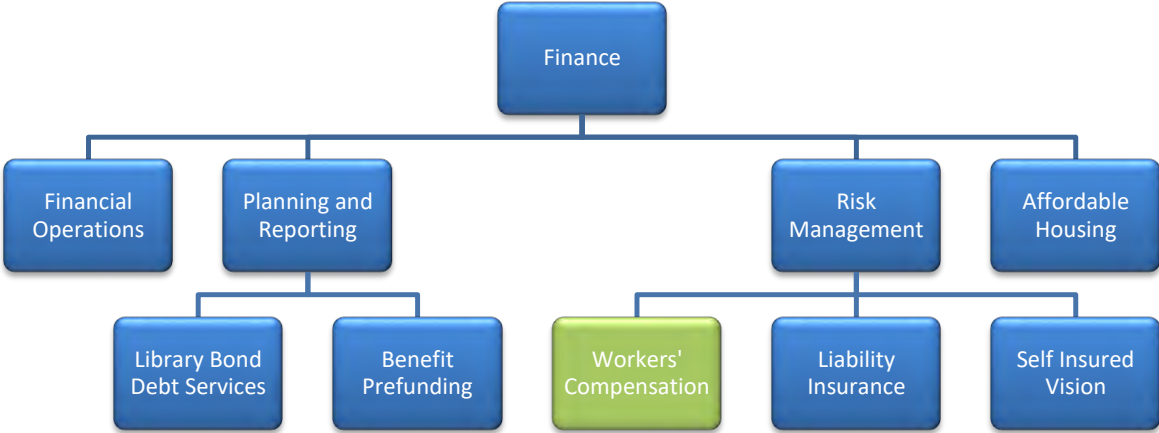 Finance
Financial
Operations
Planning and
Reporting
Risk
Management
Affordable
Housing
Library Bond
Debt Services
Benefit
Prefunding
Workers'
Compensation
Liability
Insurance
Self Insured
Vision